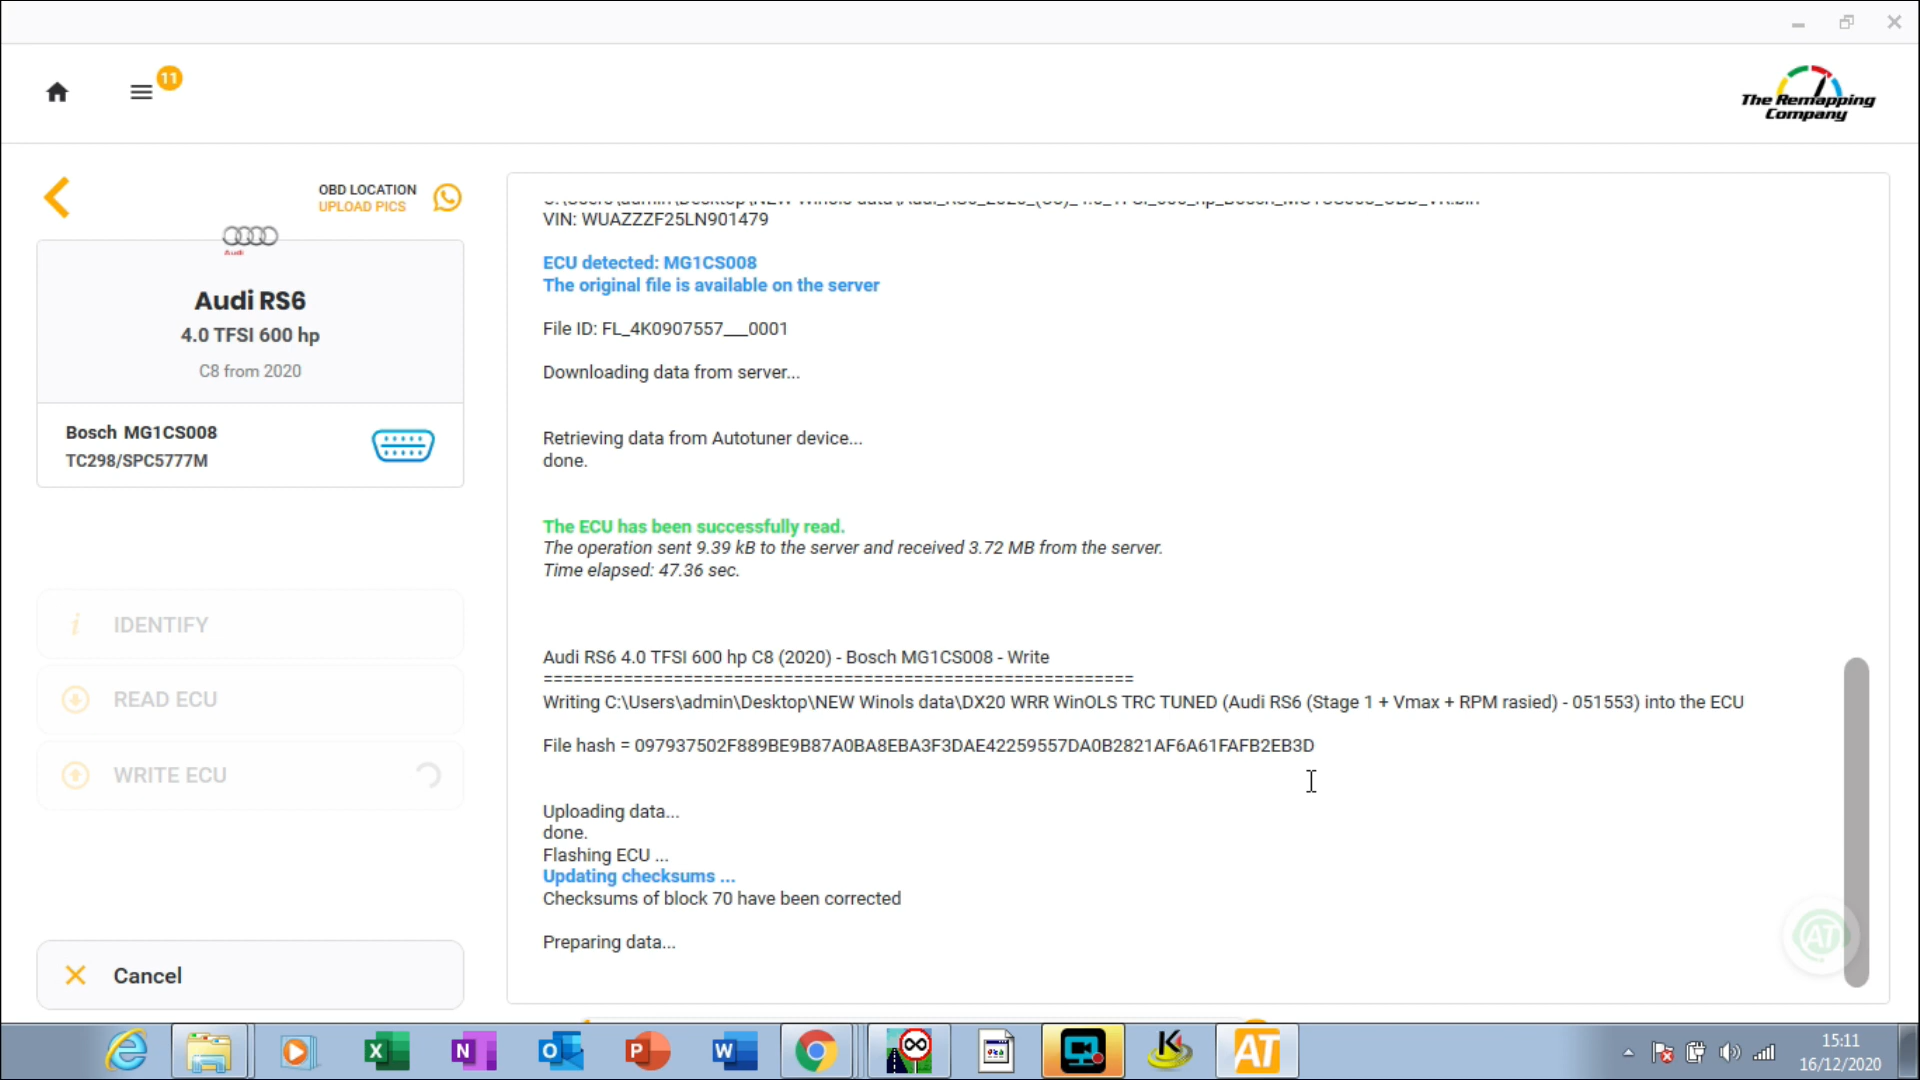 11
The Remapping
Company
OBD LOCATION
UPLOAD PICS
Audi
Audi RS6
4.0 TFSI 600 hp
C8 from 2020
Bosch MG1CS008
TC298/SPC5777M
IDENTIFY
READ ECU
WRITE ECU
Cancel
VIN: WUAZZZF25LN901479
ECU detected: MG1CS008
The original file is available on the server
File ID: FL_4K0907557___0001
Downloading data from server...
Retrieving data from Autotuner device...
done.
The ECU has been successfully read.
The operation sent 9.39 kB to the server and received 3.72 MB from the server.
Time elapsed: 47.36 sec.
Audi RS6 4.0 TFSI 600 hp C8 (2020) - Bosch MG1CS008 - Write
===========================================================
Writing C:\Users\admin\Desktop\NEW Winols data\DX20 WRR WinOLS TRC TUNED (Audi RS6 (Stage 1 + Vmax + RPM rasied) - 051553) into the ECU
File hash = 097937502F889BE9B87A0BA8EBA3F3DAE42259557DA0B2821AF6A61FAFB2EB3D
Uploading data...
done.
Flashing ECU ...
Updating checksums ...
Checksums of block 70 have been corrected
Preparing data...
AT
AT
15:11
16/12/2020